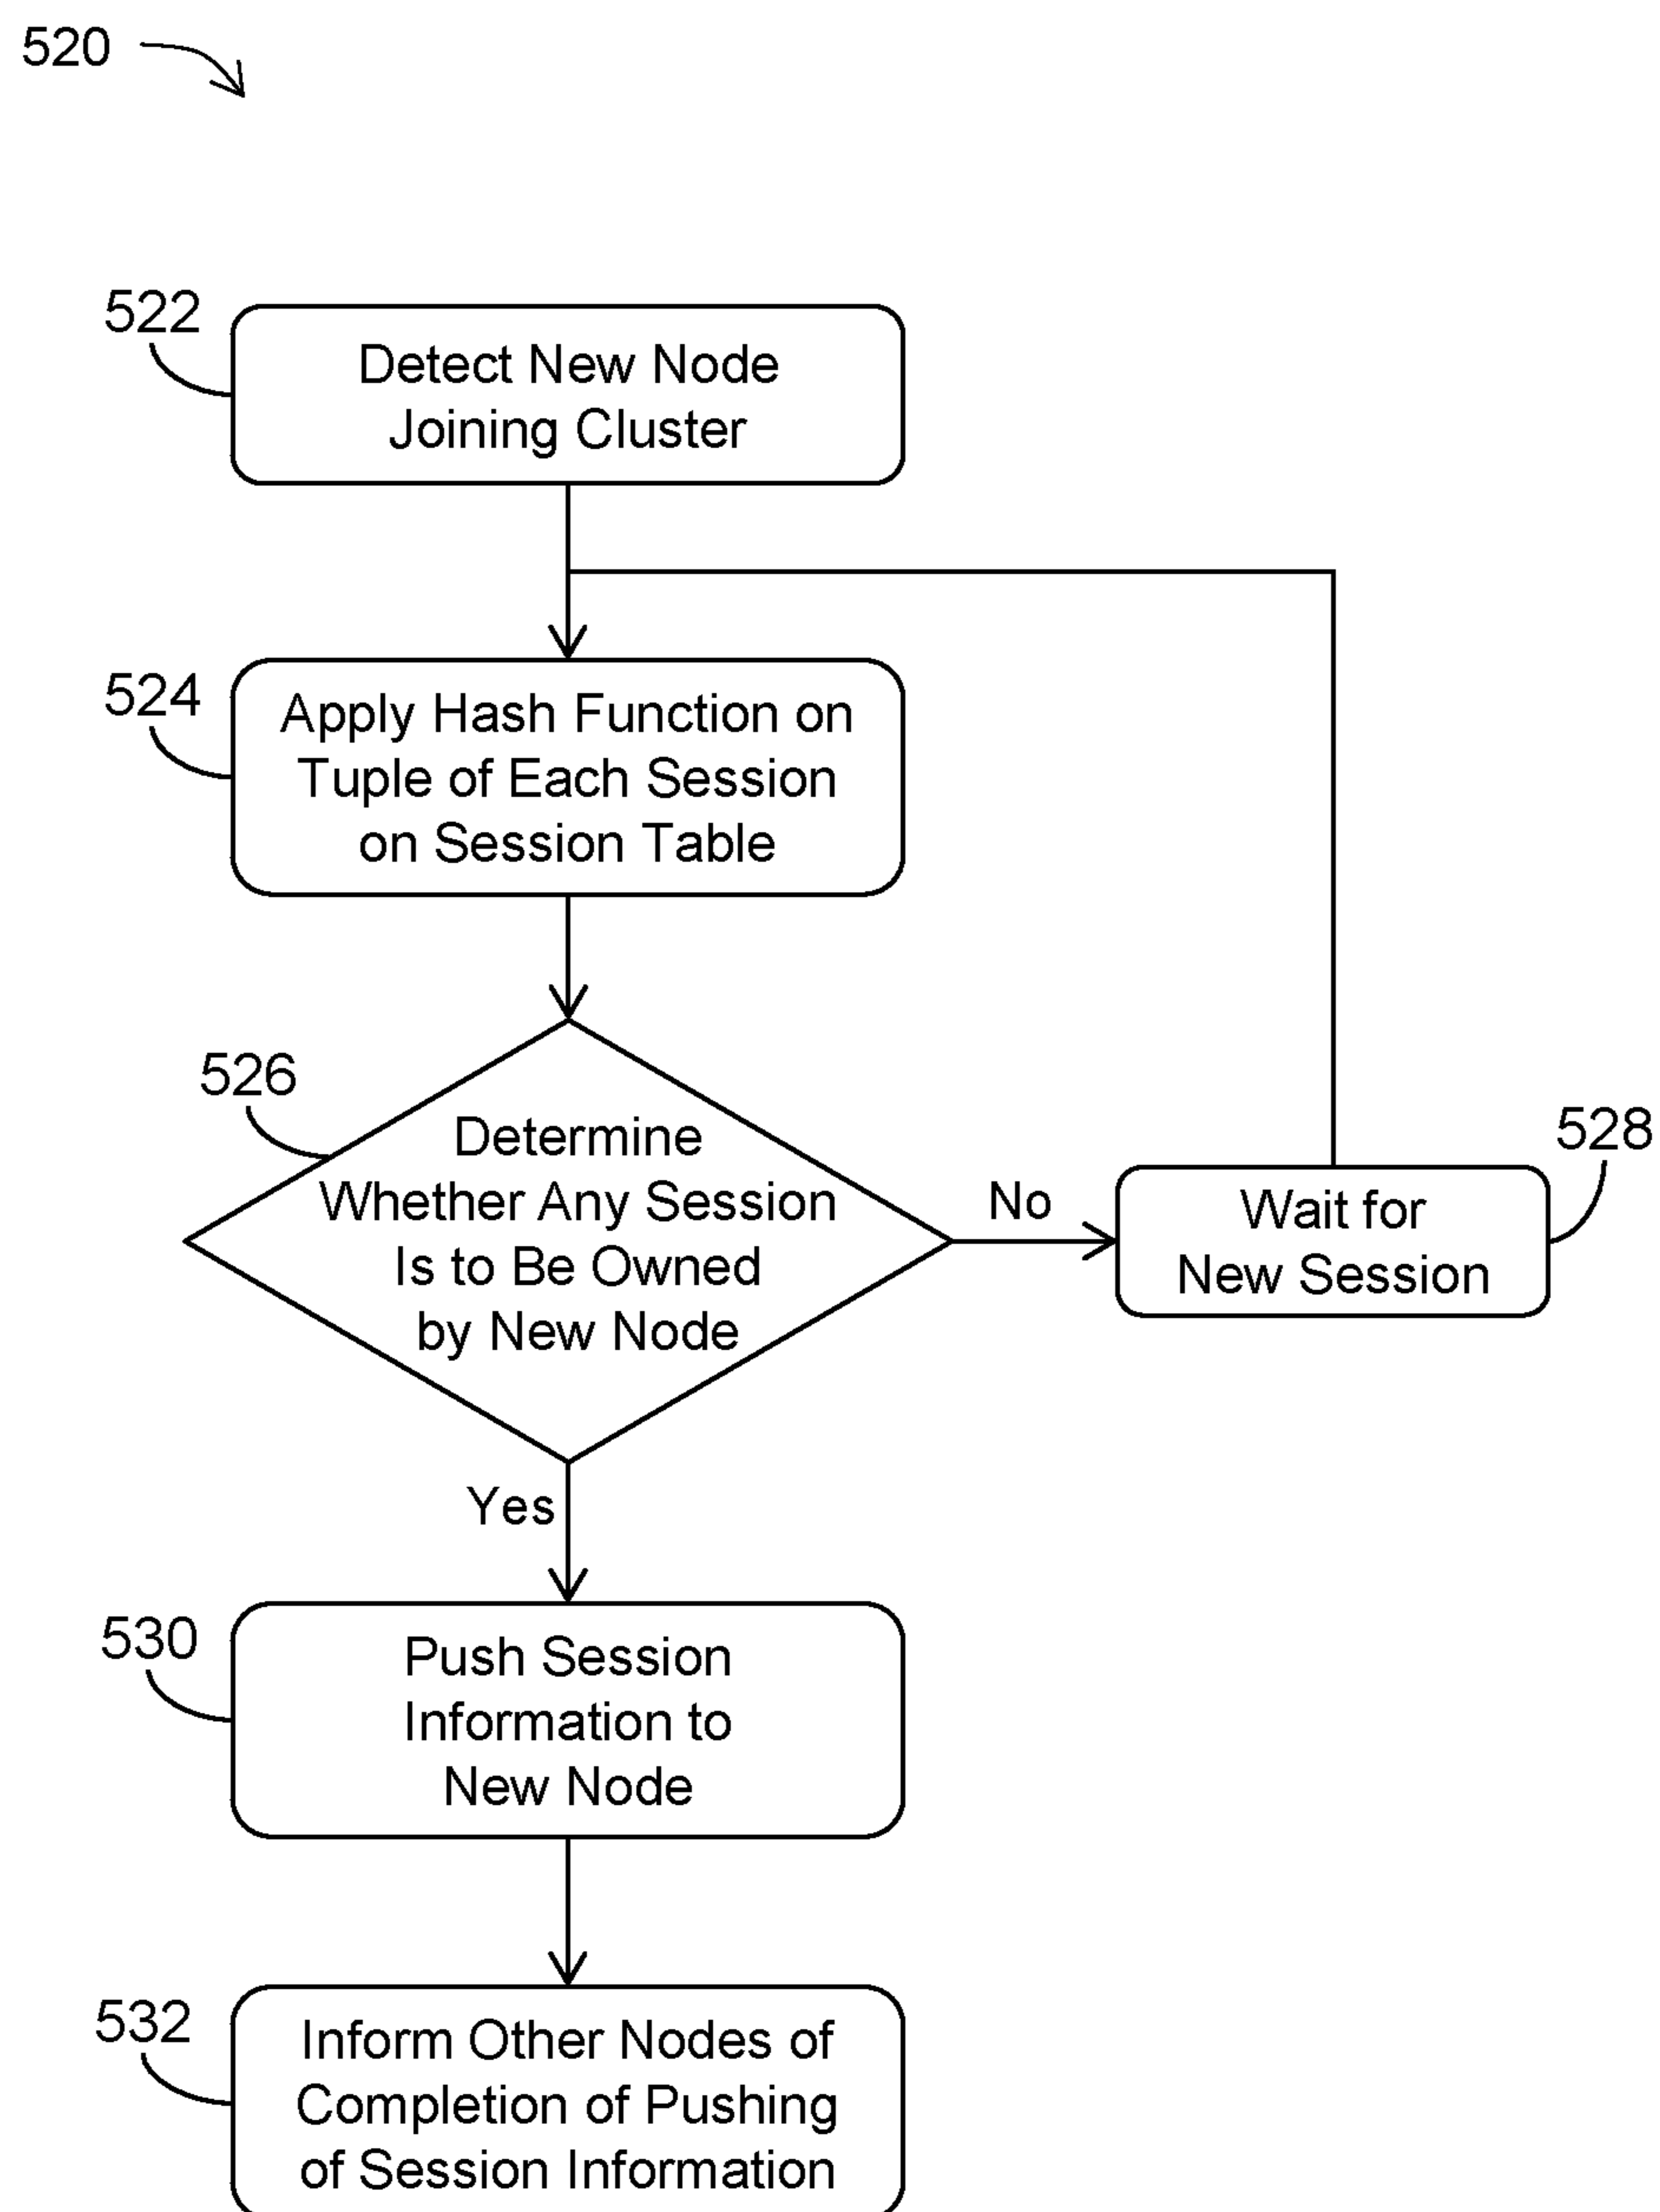 520
522
Detect New Node
Joining Cluster
524
Apply Hash Function on
Tuple of Each Session
on Session Table
526
Determine
Whether Any Session
Is to Be Owned
by New Node
No
528
Wait for
New Session
Yes
530
Push Session
Information to
New Node
532
Inform Other Nodes of
Completion of Pushing
of Session Information